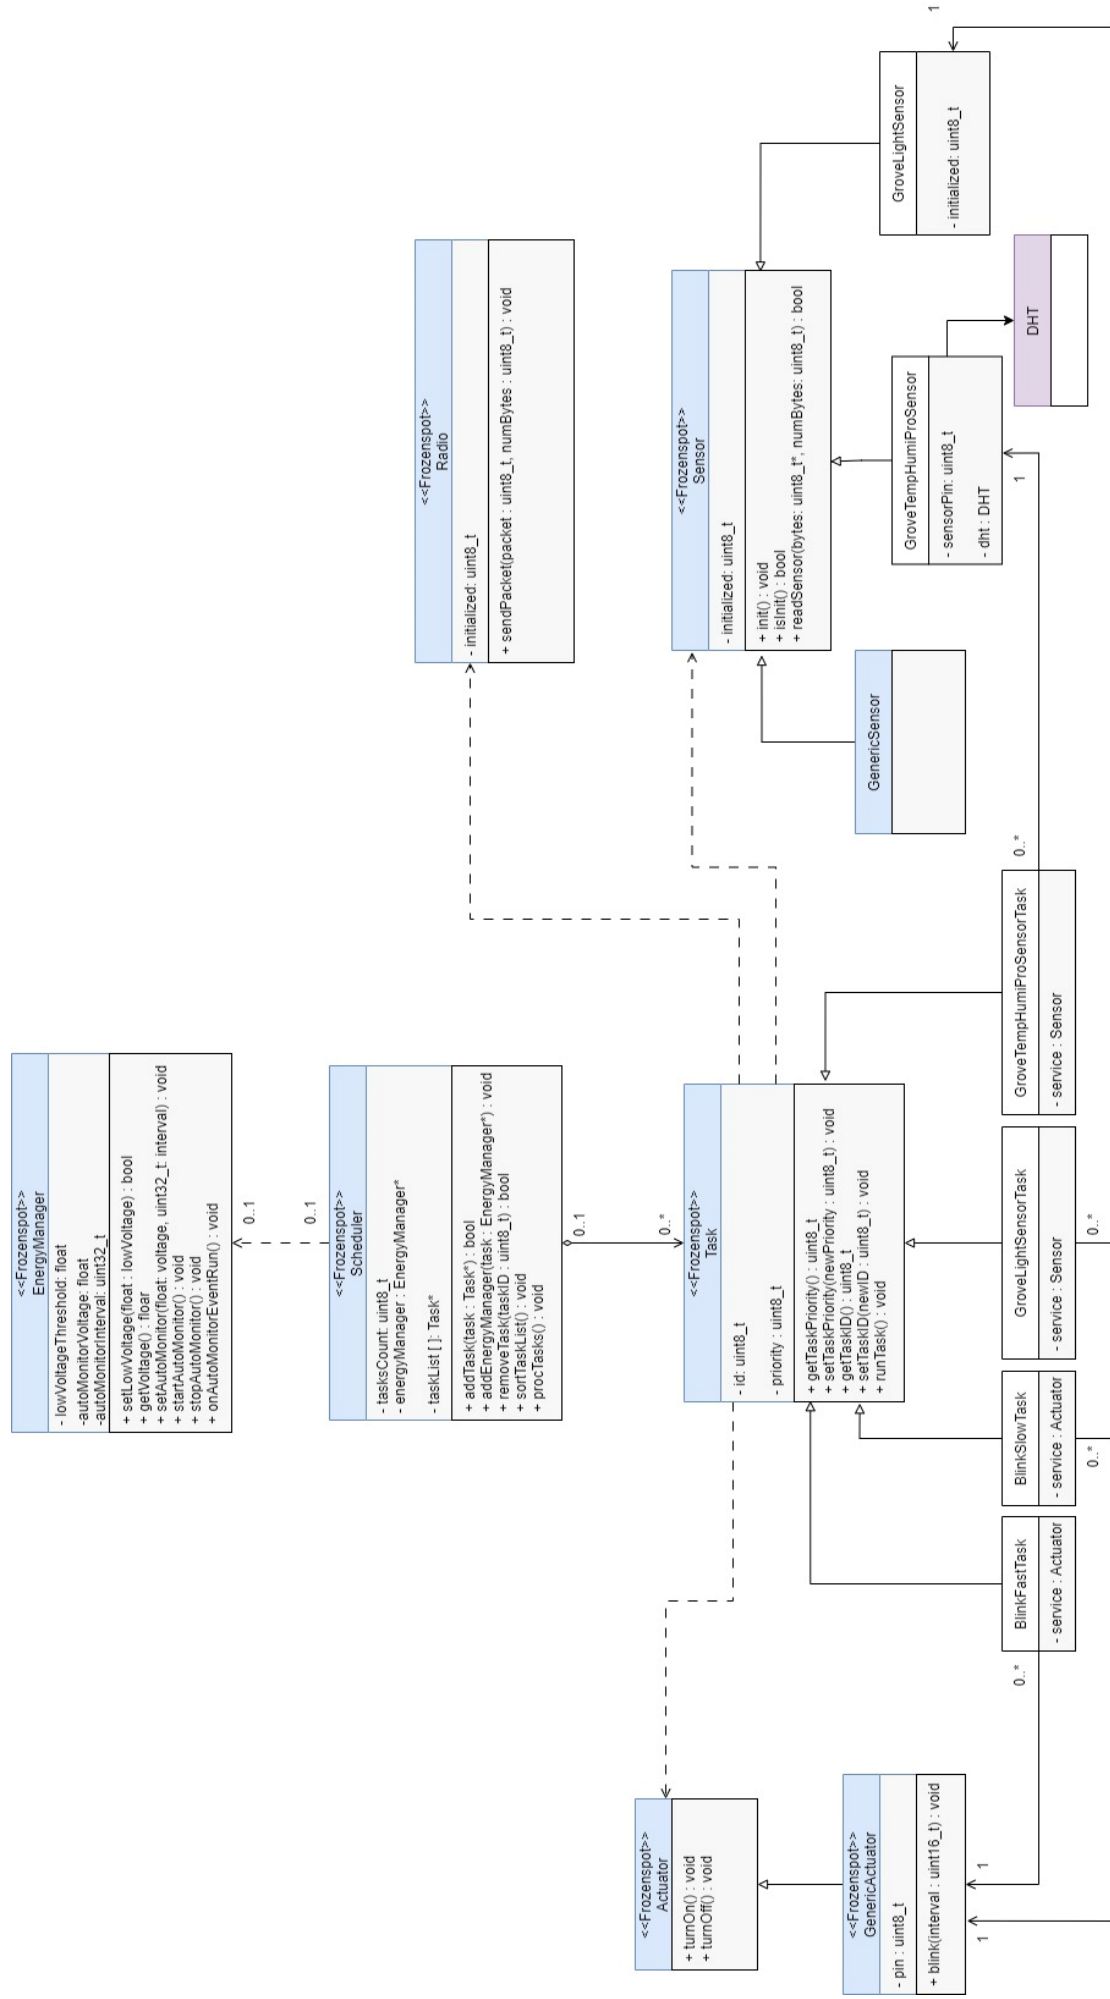 <<Frozenspot>>
EnergyManager
- lowVoltageThreshold: float
-autoMonitorVoltage: float
-autoMonitorInterval: uint32_t
+ setLowVoltage(float : lowVoltage) : bool
+ getVoltage() : float
+ setAutoMonitor(float: voltage, uint32_t: interval) : void
+ startAutoMonitor() : void
+ stopAutoMonitor() : void
+ onAutoMonitorEventRun() : void
0..1
0..1
<<Frozenspot>>
Scheduler
- tasksCount: uint8_t
- energyManager : EnergyManager*
- taskList [ ]: Task*
+ addTask(task : Task*) : bool
+ addEnergyManager(task : EnergyManager*) : void
+ removeTask(taskID : uint8_t) : bool
+ sortTaskList() : void
+ procTasks() : void
0..1
0..*
<<Frozenspot>>
Radio
- initialized: uint8_t
+ sendPacket(packet : uint8_t, numBytes : uint8_t) : void
<<Frozenspot>>
Actuator
+ turnOn() : void
+ turnOff() : void
<<Frozenspot>>
Task
- id: uint8_t
- priority : uint8_t
+ getTaskPriority() : uint8_t
+ setTaskPriority(newPriority : uint8_t) : void
+ getTaskID() : uint8_t
+ setTaskID(newID : uint8_t) : void
+ runTask() : void
<<Frozenspot>>
Sensor
- initialized: uint8_t
+ init() : void
+ isInit() : bool
+ readSensor(bytes: uint8_t*, numBytes: uint8_t) : bool
<<Frozenspot>>
GenericActuator
- pin : uint8_t
+ blink(interval : uint16_t) : void
1
1
GenericSensor
GroveTempHumiProSensor
- sensorPin: uint8_t
- dht : DHT
1
GroveLightSensor
- initialized: uint8_t
1
DHT
BlinkFastTask
- service : Actuator
0..*
BlinkSlowTask
- service : Actuator
0..*
GroveLightSensorTask
- service : Sensor
0..*
GroveTempHumiProSensorTask
- service : Sensor
0..*